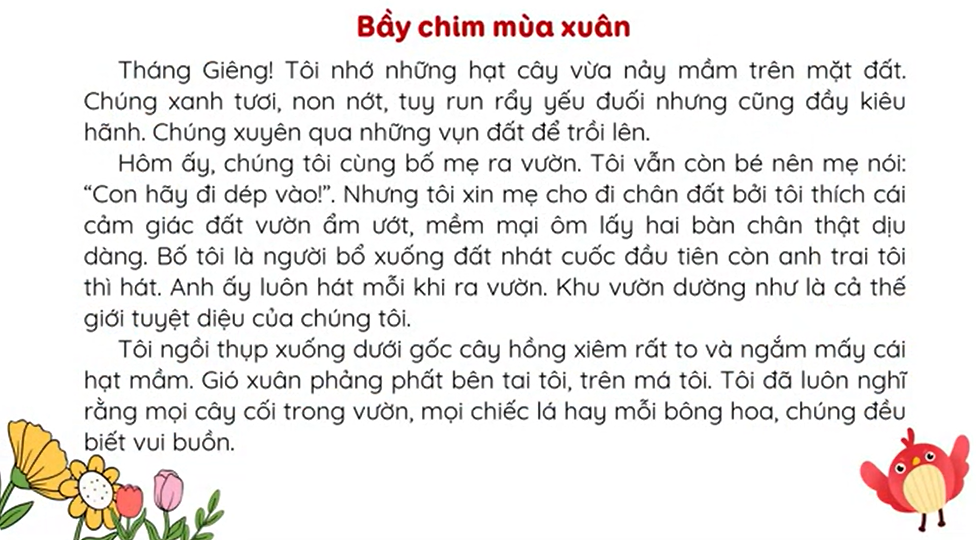 Bầy chim mùa xuân
Tháng Giêng! Tôi nhớ những hạt cây vừa nảy mầm trên mặt đất.
Chúng xanh tươi, non nớt, tuy run rẩy yếu đuối nhưng cũng đầy kiêu
hãnh. Chúng xuyên qua những vụn đất để trồi lên.
Hôm ấy, chúng tôi cùng bố mẹ ra vườn. Tôi vẫn còn bé nên mẹ nói:
“Con hãy đi dép vào!”. Nhưng tôi xin mẹ cho đi chân đất bởi tôi thích cái
cảm giác đất vườn ẩm ướt, mềm mại ôm lấy hai bàn chân thật dịu
dàng. Bố tôi là người bổ xuống đất nhát cuốc đầu tiên còn anh trai tôi
thì hát. Anh ấy luôn hát mỗi khi ra vườn. Khu vườn dường như là cả thế
giới tuyệt diệu của chúng tôi.
Tôi ngồi thụp xuống dưới gốc cây hồng xiêm rất to và ngắm mấy cái
hạt mầm. Gió xuân phảng phất bên tai tôi, trên má tôi. Tôi đã luôn nghĩ
rằng mọi cây cối trong vườn, mọi chiếc lá hay mỗi bông hoa, chúng đều
biết vui buồn.